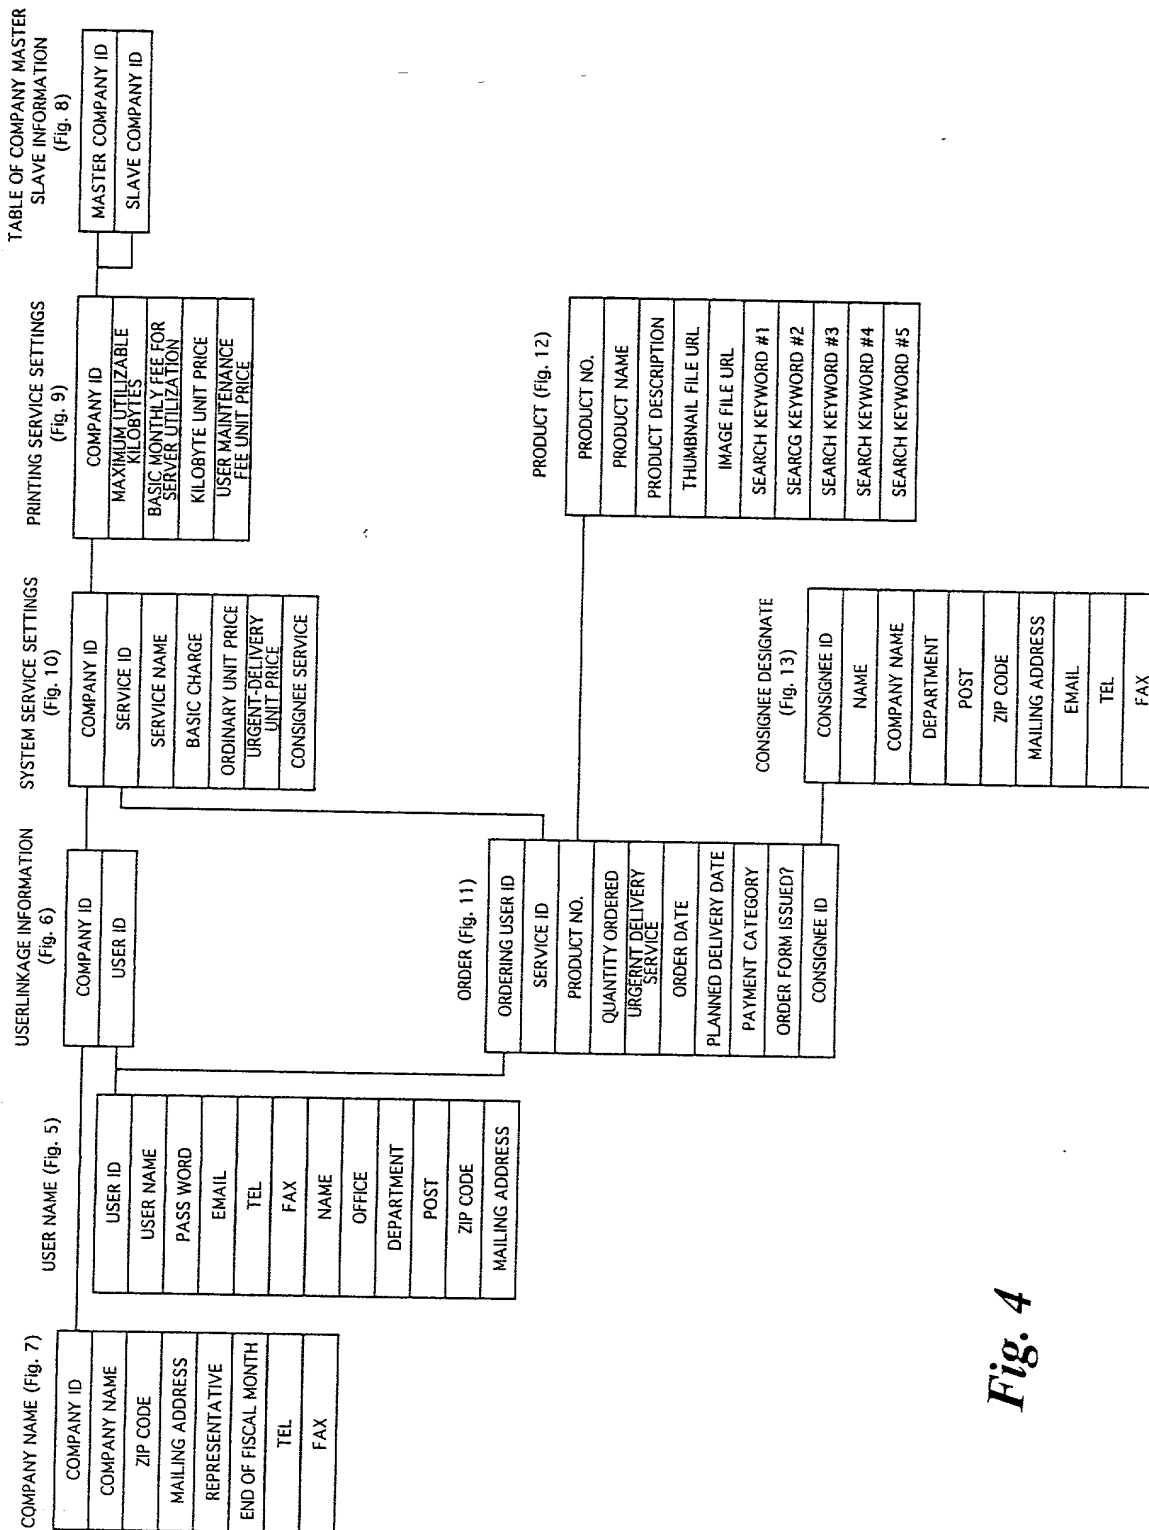 COMPANY NAME (Fig. 7)
COMPANY ID
COMPANY NAME
ZIP CODE
MAILING ADDRESS
REPRESENTATIVE
END OF FISCAL MONTH
TEL
FAX
USER NAME (Fig. 5)
USER ID
USER NAME
PASS WORD
EMAIL
TEL
FAX
NAME
OFFICE
DEPARTMENT
POST
ZIP CODE
MAILING ADDRESS
USERLINKAGE INFORMATION
(Fig. 6)
COMPANY ID
USER ID
ORDER (Fig. 11)
ORDERING USER ID
SERVICE ID
PRODUCT NO.
QUANTITY ORDERED
URGERNT DELIVERY
SERVICE
ORDER DATE
PLANNED DELIVERY DATE
PAYMENT CATEGORY
ORDER FORM ISSUED?
CONSIGNEE ID
SYSTEM SERVICE SETTINGS
(Fig. 10)
COMPANY ID
SERVICE ID
SERVICE NAME
BASIC CHARGE
ORDINARY UNIT PRICE
URGENT-DELIVERY
UNIT PRICE
CONSIGNEE SERVICE
CONSIGNEE DESIGNATE
(Fig. 13)
CONSIGNEE ID
NAME
COMPANY NAME
DEPARTMENT
POST
ZIP CODE
MAILING ADDRESS
EMAIL
TEL
FAX
PRINTING SERVICE SETTINGS
(Fig. 9)
COMPANY ID
MAXIMUM UTILIZABLE
KILOBYTES
BASIC MONTHLY FEE FOR
SERVER UTILIZATION
KILOBYTE UNIT PRICE
USER MAINTENANCE
FEE UNIT PRICE
PRODUCT (Fig. 12)
PRODUCT NO.
PRODUCT NAME
PRODUCT DESCRIPTION
THUMBNAIL FILE URL
IMAGE FILE URL
SEARCH KEYWORD #1
SEARCG KEYWORD #2
SEARCH KEYWORD #3
SEARCH KEYWORD #4
SEARCH KEYWORD #5
TABLE OF COMPANY MASTER
SLAVE INFORMATION
(Fig. 8)
MASTER COMPANY ID
SLAVE COMPANY ID
Fig. 4